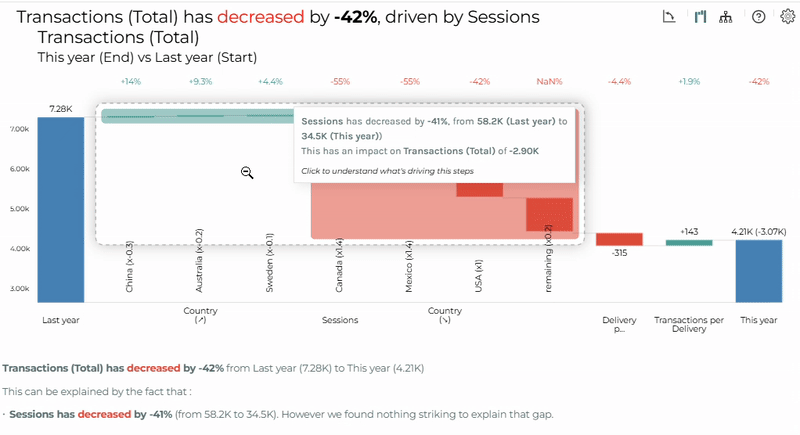 Transactions (Total) has decreased by -42%, driven by Sessions
Transactions (Total)
This year (End) vs Last year (Start)
+14%
+9.3%
+4.4%
-55%
-55%
-42%
NaN%
-4.4%
+1.9%
-42%
7.28K
7.00k
6.00k
5.00k
4.00k
3.00k
Sessions has decreased by -41%, from 58.2K (Last year) to
34.5K (This year))
This has an impact on Transactions (Total) of -2.90K
Click to understand what's driving this steps
-315
+143
4.21K (-3.07K)
China (x-0.3)
Australia (x-0.2)
Sweden (x-0.1)
Canada (x1.4)
Mexico (x1.4)
USA (x1)
remaining (x0.2)
Last year
Country
(↗)
Sessions
Country
(↘)
Delivery
p...
Transactions per
Delivery
This year
Transactions (Total) has decreased by -42% from Last year (7.28K) to This year (4.21K)
This can be explained by the fact that :
· Sessions has decreased by -41% (from 58.2K to 34.5K). However we found nothing striking to explain that gap.